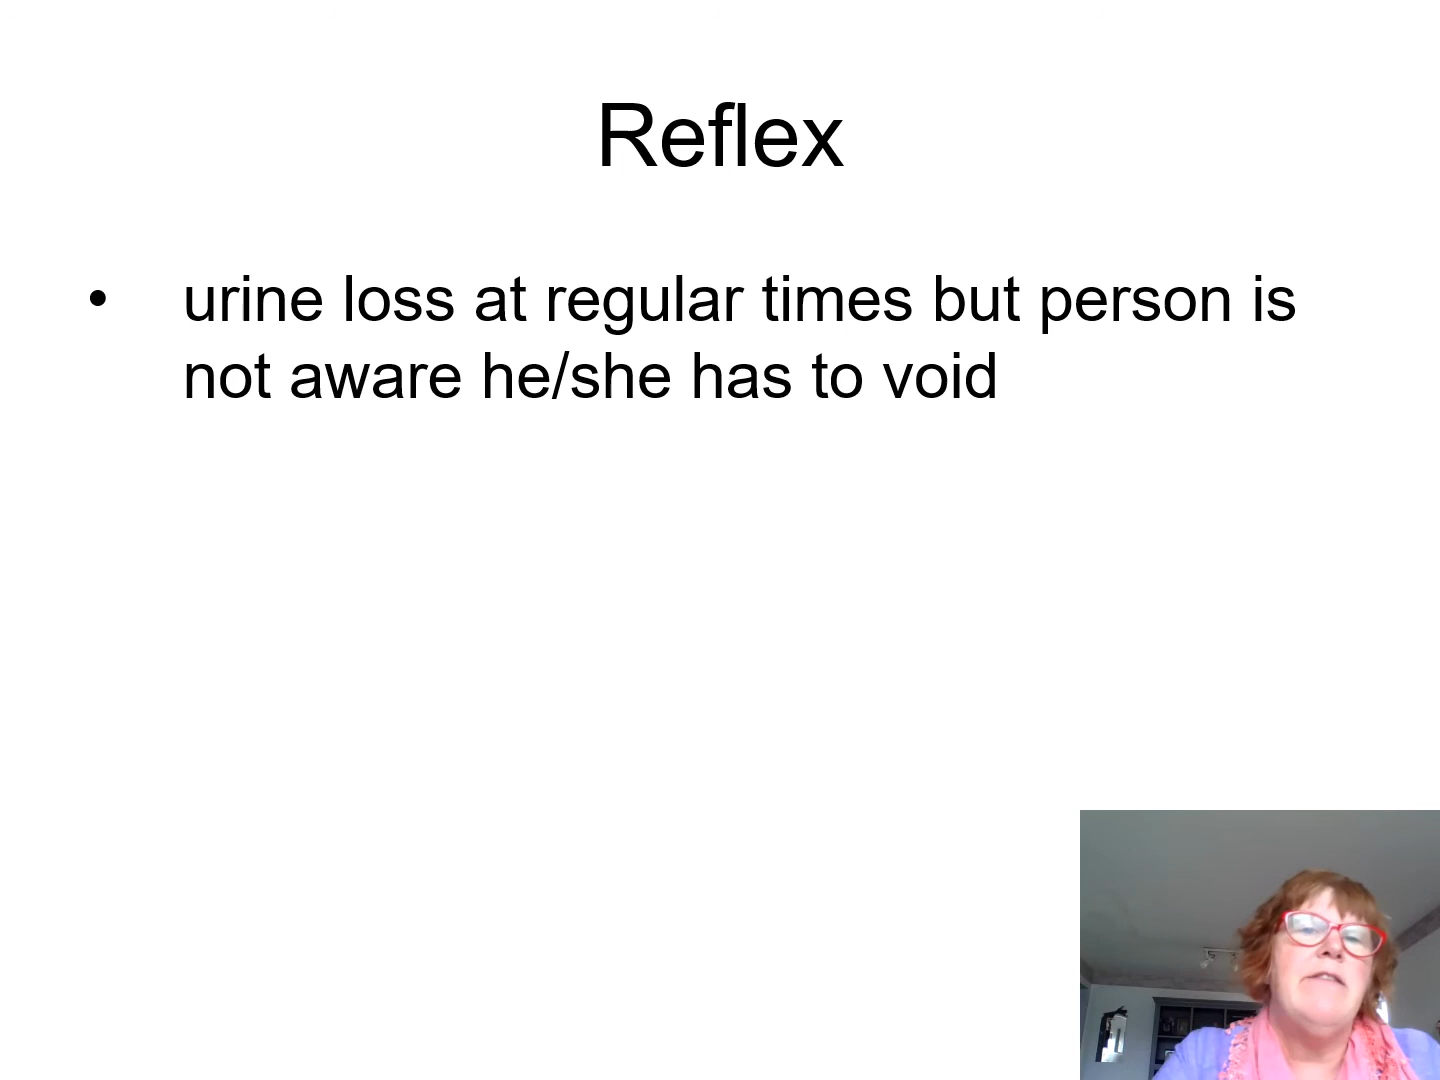 Reflex
• urine loss at regular times but person is
not aware he/she has to void